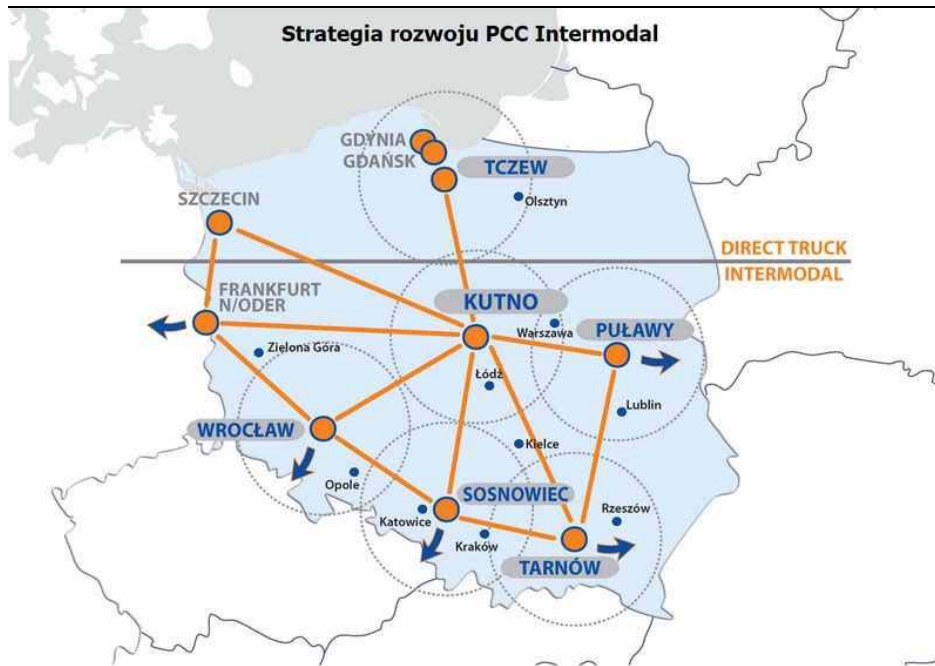 Strategia rozwoju PCC Intermodal
GDYNIA
GDAŃSK
TCZEW
Olsztyn
SZCZECIN
DIRECT TRUCK
INTERMODAL
FRANKFURT
N/ODER
KUTNO
Warszawa
PUŁAWY
Zielona Góra
Łódź
Lublin
WROCŁAW
Kielce
Opole
SOSNOWIEC
Katowice
Rzeszów
Kraków
TARNÓW